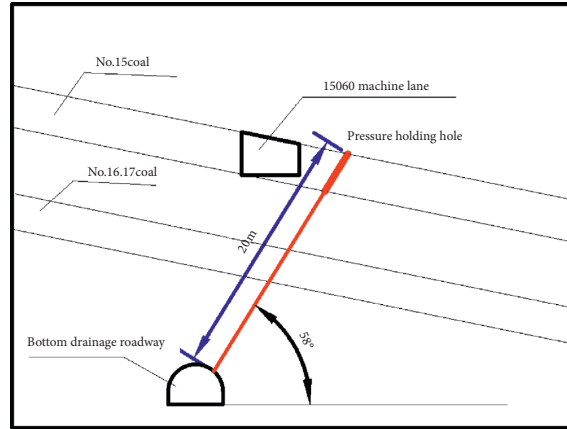 No.15coal
15060 machine lane
Pressure holding hole
No.16.17coal
20m
Bottom drainage roadway
58°